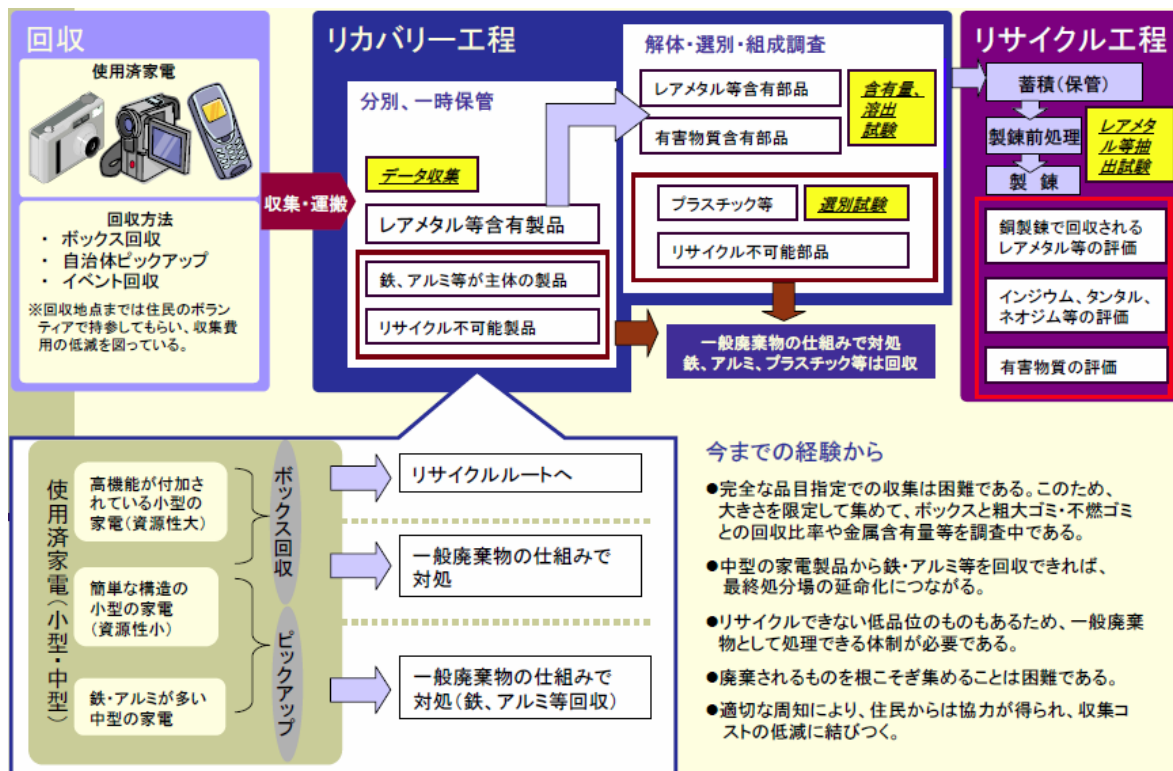 回収
使用済家電
回収方法
・ ボックス回収
・ 自治体ピックアップ
・ イベント回収
※回収地点までは住民のボラン
ティアで持参してもらい、収集費
用の低減を図っている。
収集・運搬
リカバリー工程
分別、一時保管
データ収集
レアメタル等含有製品
鉄、アルミ等が主体の製品
リサイクル不可能製品
解体・選別・組成調査
レアメタル等含有部品
有害物質含有部品
含有量、
溶出
試験
プラスチック等
選別試験
リサイクル不可能部品
一般廃棄物の仕組みで対処
鉄、アルミ、プラスチック等は回収
リサイクル工程
蓄積(保管)
製錬前処理
製 錬
レアメタ
ル等抽
出試験
銅製錬で回収される
レアメタル等の評価
インジウム、タンタル、
ネオジム等の評価
有害物質の評価
使用済家電(小型・中型)
高機能が付加さ
れている小型の
家電(資源性大)
簡単な構造の
小型の家電
(資源性小)
鉄・アルミが多い
中型の家電
ボックス回収
ピックアップ
リサイクルルートへ
一般廃棄物の仕組みで
対処
一般廃棄物の仕組みで
対処(鉄、アルミ等回収)
今までの経験から
●完全な品目指定での収集は困難である。このため、
大きさを限定して集めて、ボックスと粗大ゴミ・不燃ゴミ
との回収比率や金属含有量等を調査中である。
●中型の家電製品から鉄・アルミ等を回収できれば、
最終処分場の延命化につながる。
●リサイクルできない低品位のものもあるため、一般廃棄
物として処理できる体制が必要である。
●廃棄されるものを根こそぎ集めることは困難である。
●適切な周知により、住民からは協力が得られ、収集コ
ストの低減に結びつく。